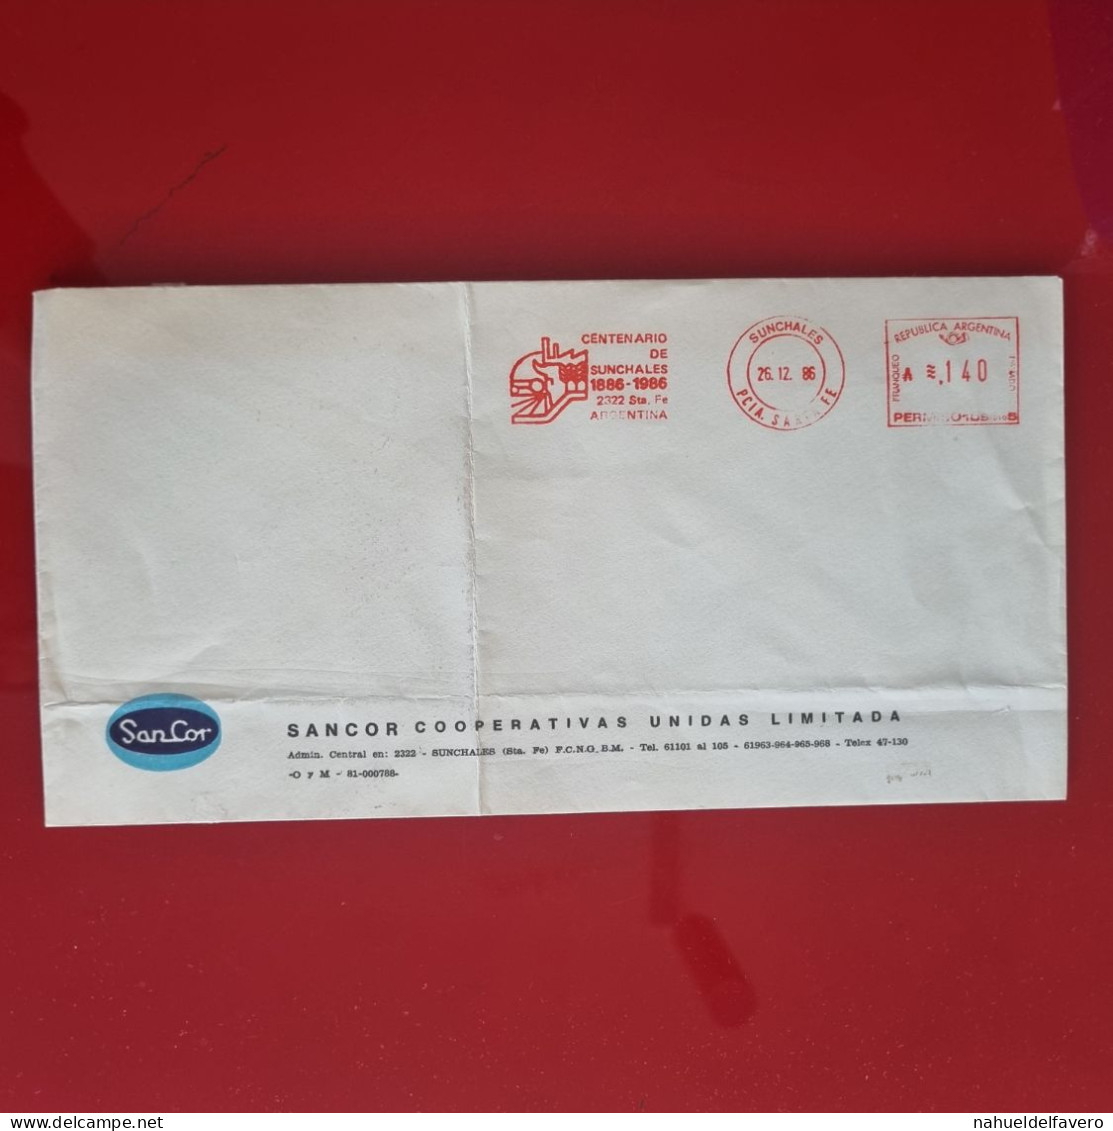 CENTENARIO
DE
SUNCHALES
1886-1986
2322 Sta. Fe
ARGENTINA
SUNCHALES
26.12. 86
PCIA. SANTA FE
REPUBLICA ARGENTINA
FRANQUEO
A .140
SanCor
SANCOR COOPERATIVAS UNIDAS LIMITADA
Admin. Central en: 2322 - SUNCHALES (Sta. Fe) F.C.N.G.B.M. - Tel. 61101 al 105 - 61963-964-965-968 - Telex 47-130
-O y M - 81-000788-
delcampe.net
nahueldelfavero